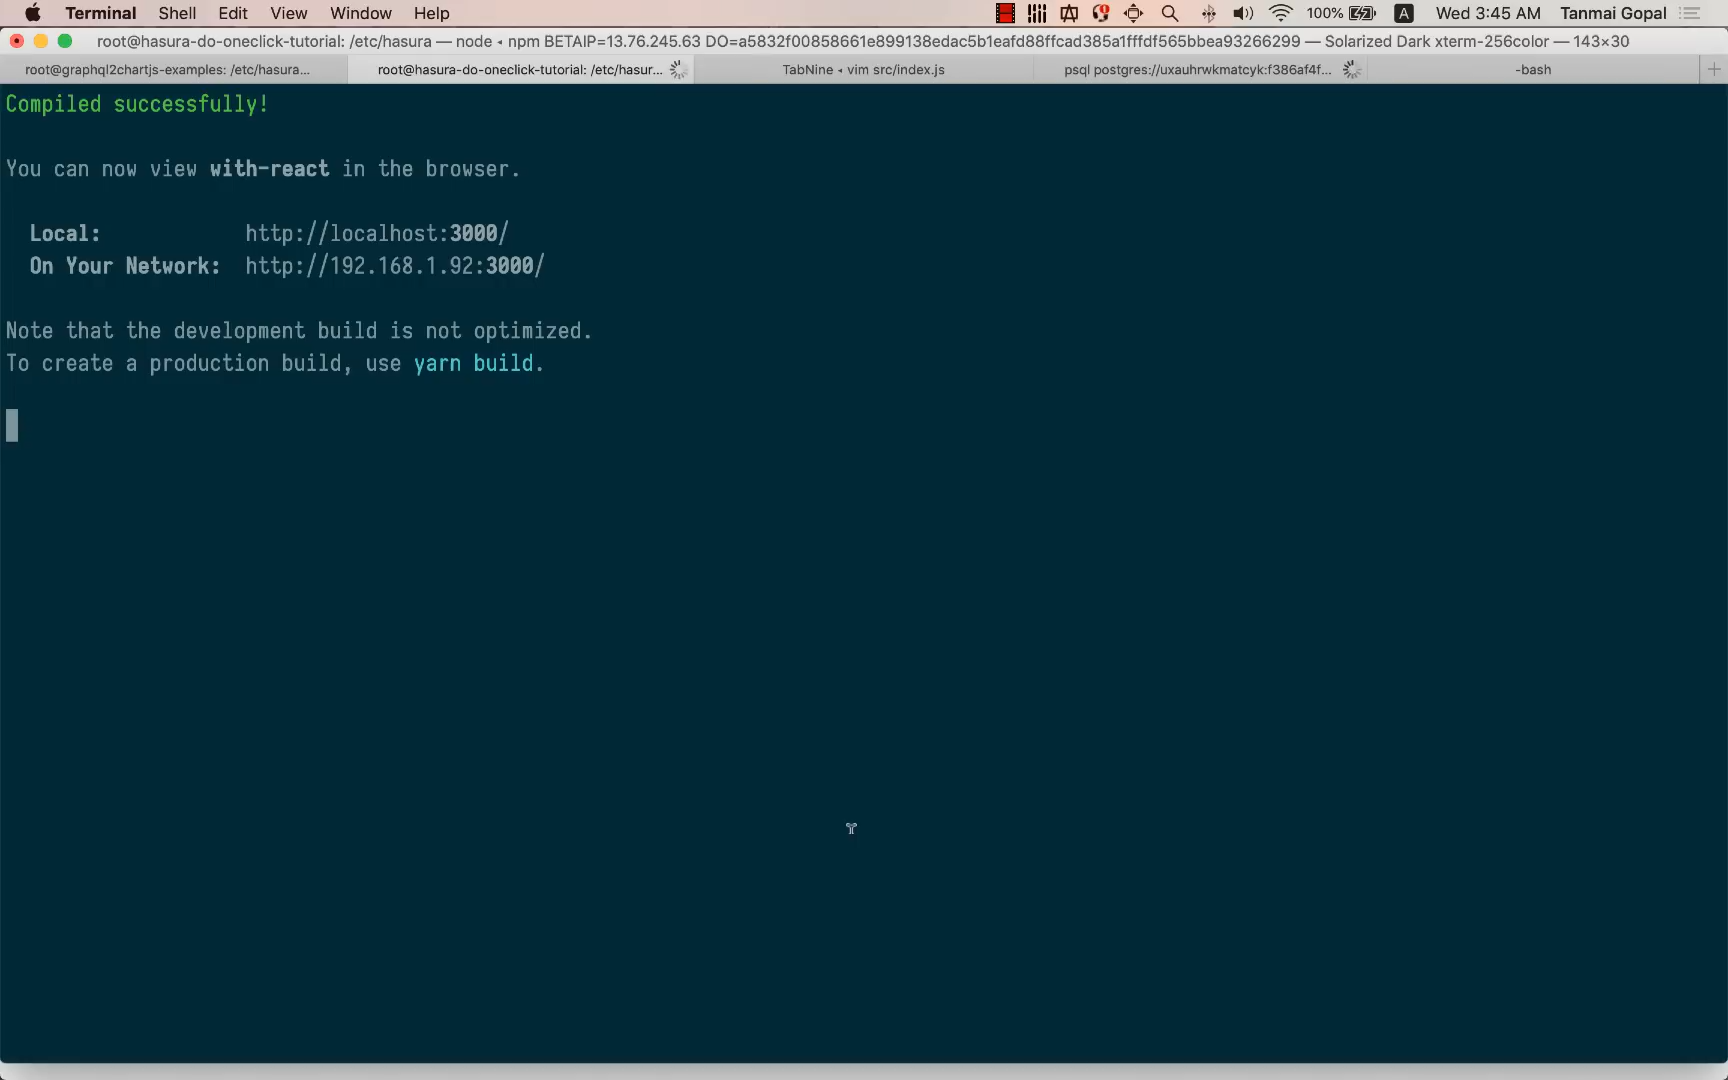 Terminal Shell Edit View Window Help 100% A Wed 3:45 AM Tanmai Gopal
root@hasura-do-oneclick-tutorial: /etc/hasura — node ◂ npm BETAIP=13.76.245.63 DO=a5832f00858661e899138edac5b1eafd88ffcad385a1fffdf565bbea93266299 — Solarized Dark xterm-256color — 143×30
root@graphql2chartjs-examples: /etc/hasura... root@hasura-do-oneclick-tutorial: /etc/hasur... TabNine ◂ vim src/index.js psql postgres://uxauhrwkmatcyk:f386af4f... -bash
Compiled successfully!
You can now view with-react in the browser.
Local: http://localhost:3000/
On Your Network: http://192.168.1.92:3000/
Note that the development build is not optimized.
To create a production build, use yarn build.